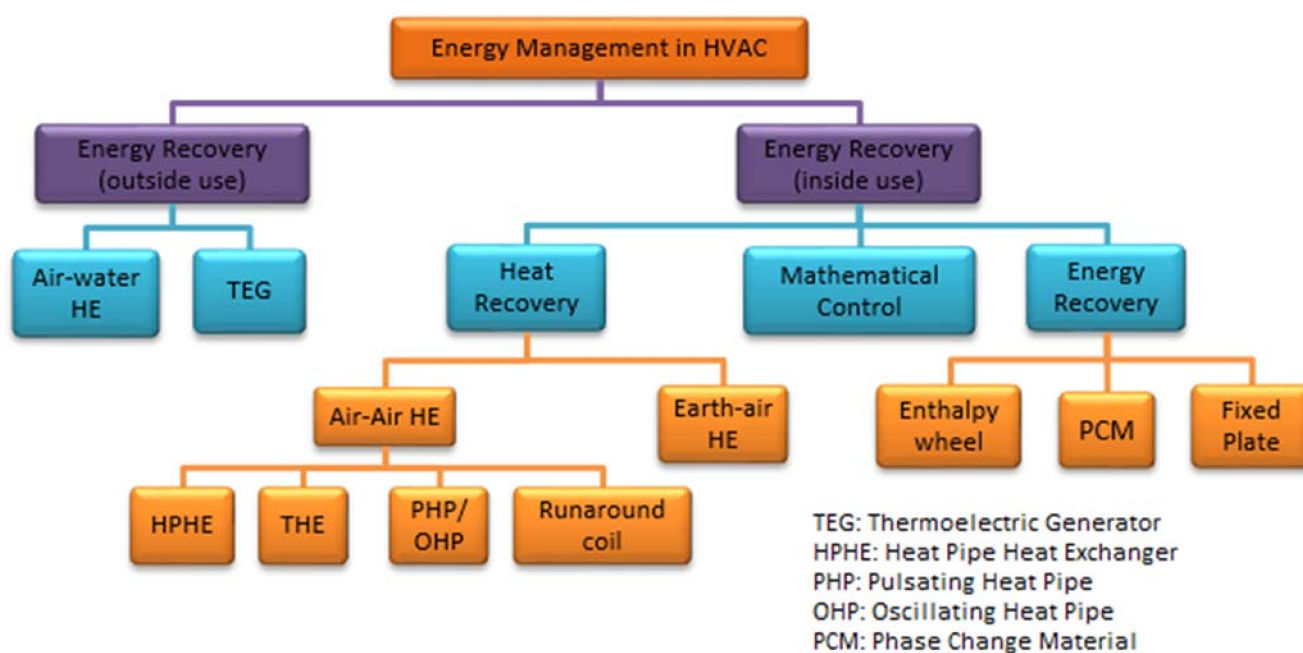 Energy Management in HVAC
Energy Recovery
(outside use)
Energy Recovery
(inside use)
Air-water
HE
TEG
Heat
Recovery
Mathematical
Control
Energy
Recovery
Air-Air HE
Earth-air
HE
Enthalpy
wheel
PCM
Fixed
Plate
HPHE
THE
PHP/
OHP
Runaround
coil
TEG: Thermoelectric Generator
HPHE: Heat Pipe Heat Exchanger
PHP: Pulsating Heat Pipe
OHP: Oscillating Heat Pipe
PCM: Phase Change Material